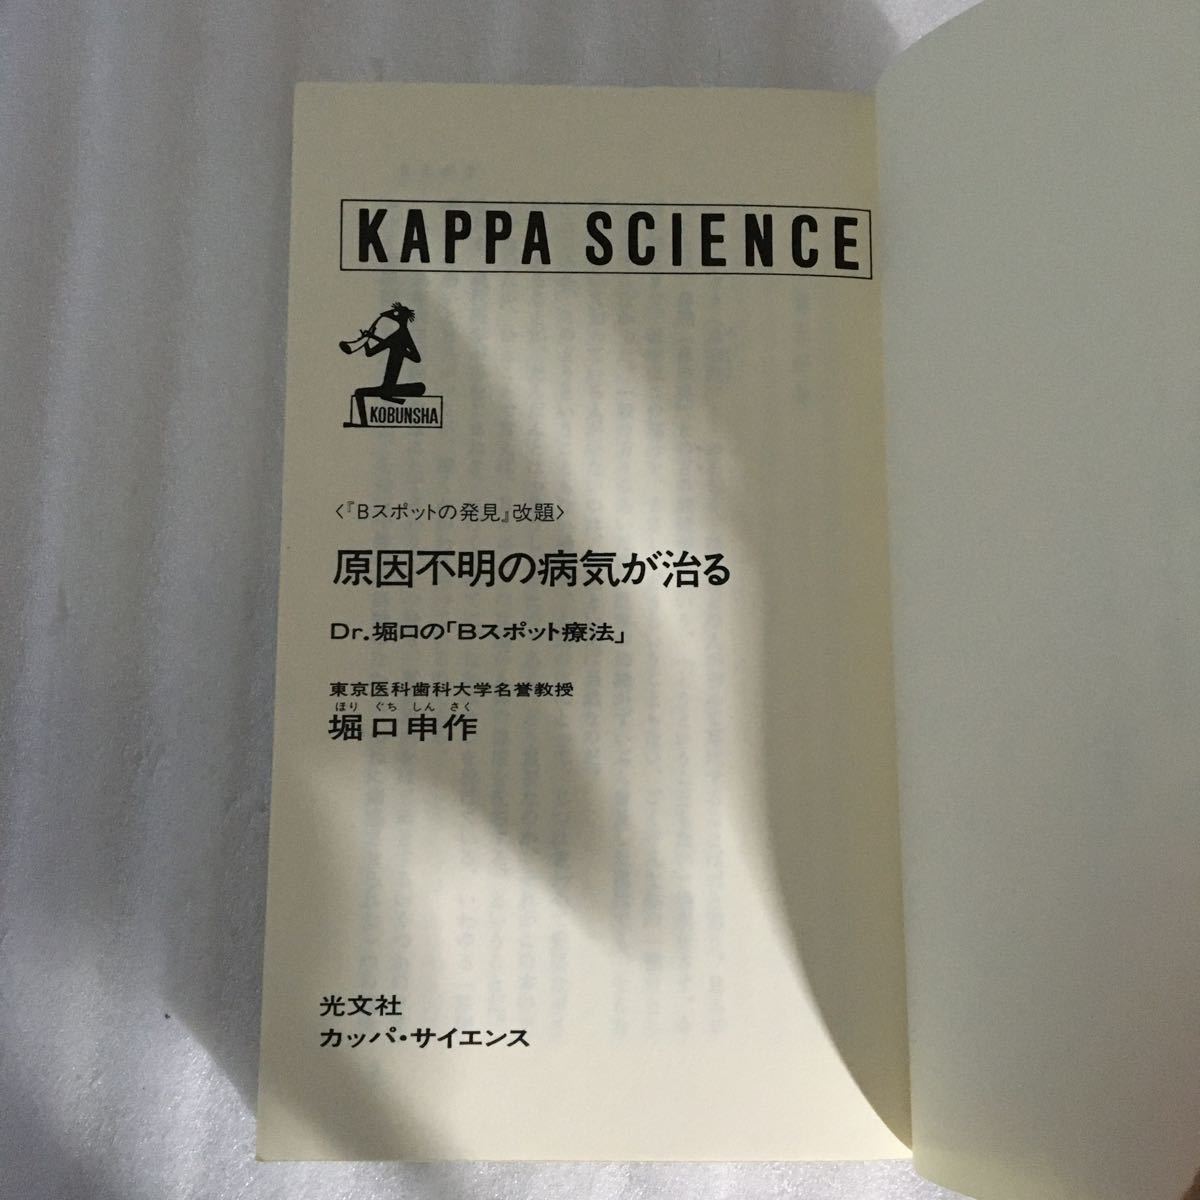 KAPPA SCIENCE
KOBUNSHA
〈『Bスポットの発見』改題〉
原因不明の病気が治る
Dr.堀口の「Bスポット療法」
東京医科歯科大学名誉教授
ほり ぐち しん さく
堀口申作
光文社
カッパ・サイエンス